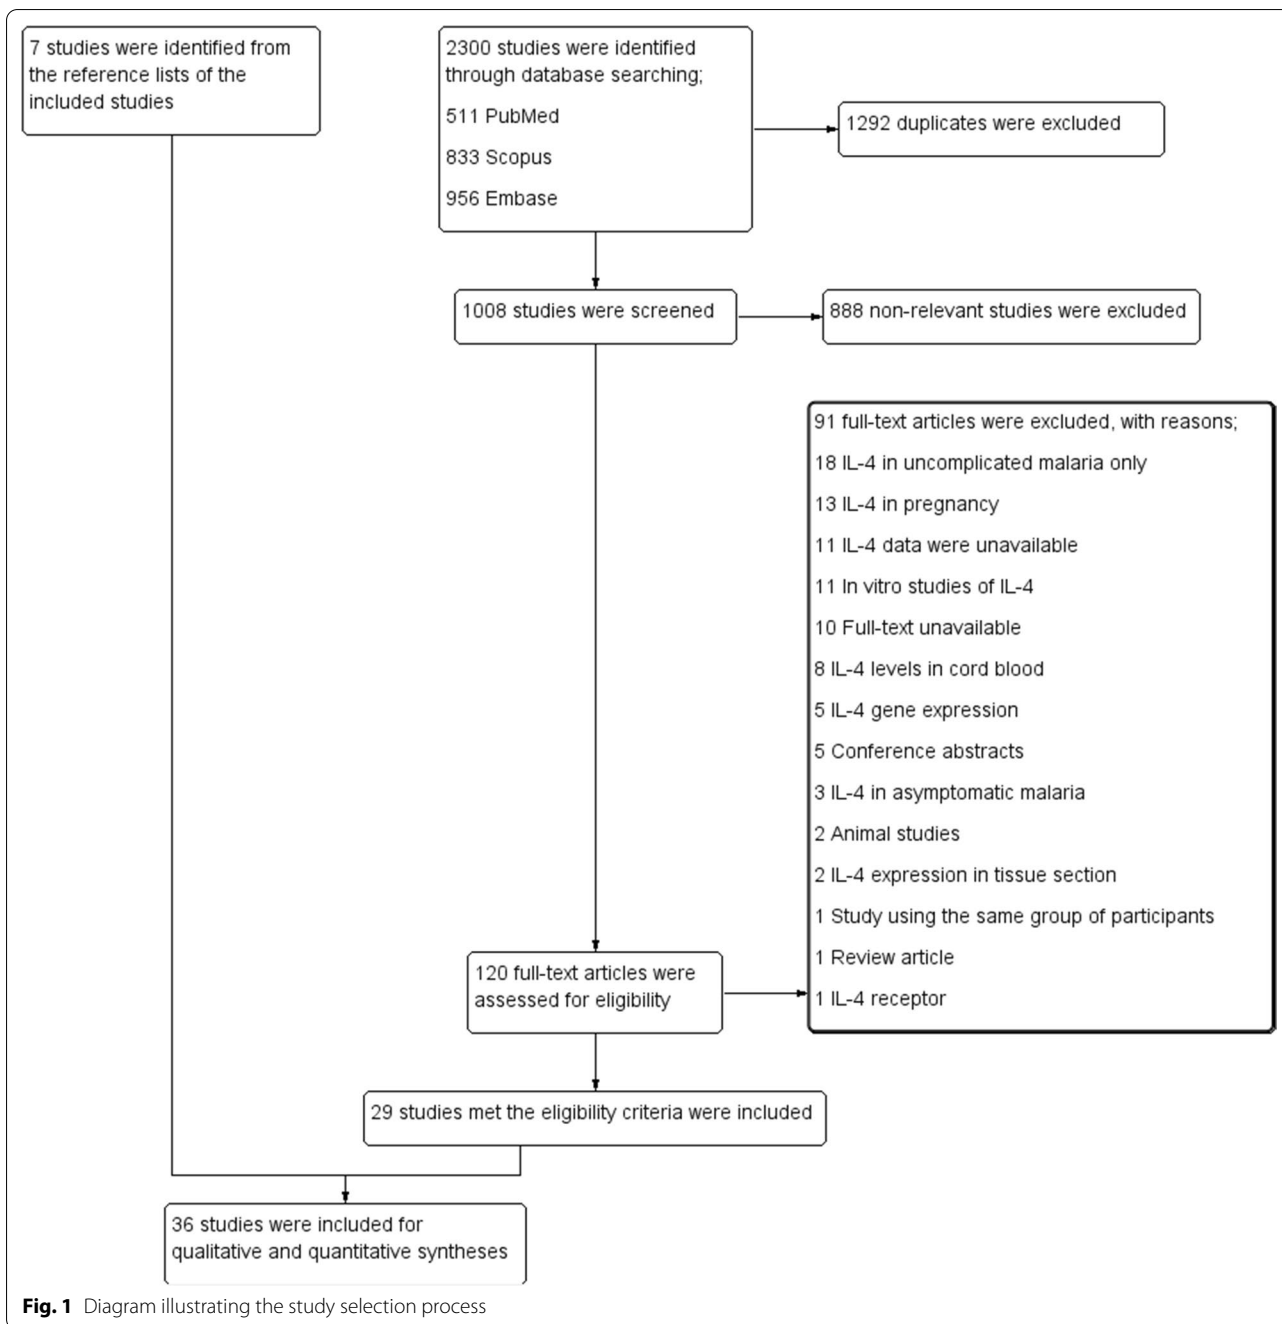 7 studies were identified from
the reference lists of the
included studies
2300 studies were identified
through database searching;
511 PubMed
833 Scopus
956 Embase
1292 duplicates were excluded
1008 studies were screened
888 non-relevant studies were excluded
91 full-text articles were excluded, with reasons;
18 IL-4 in uncomplicated malaria only
13 IL-4 in pregnancy
11 IL-4 data were unavailable
11 In vitro studies of IL-4
10 Full-text unavailable
8 IL-4 levels in cord blood
5 IL-4 gene expression
5 Conference abstracts
3 IL-4 in asymptomatic malaria
2 Animal studies
2 IL-4 expression in tissue section
1 Study using the same group of participants
1 Review article
1 IL-4 receptor
120 full-text articles were
assessed for eligibility
29 studies met the eligibility criteria were included
36 studies were included for
qualitative and quantitative syntheses
Fig. 1 Diagram illustrating the study selection process